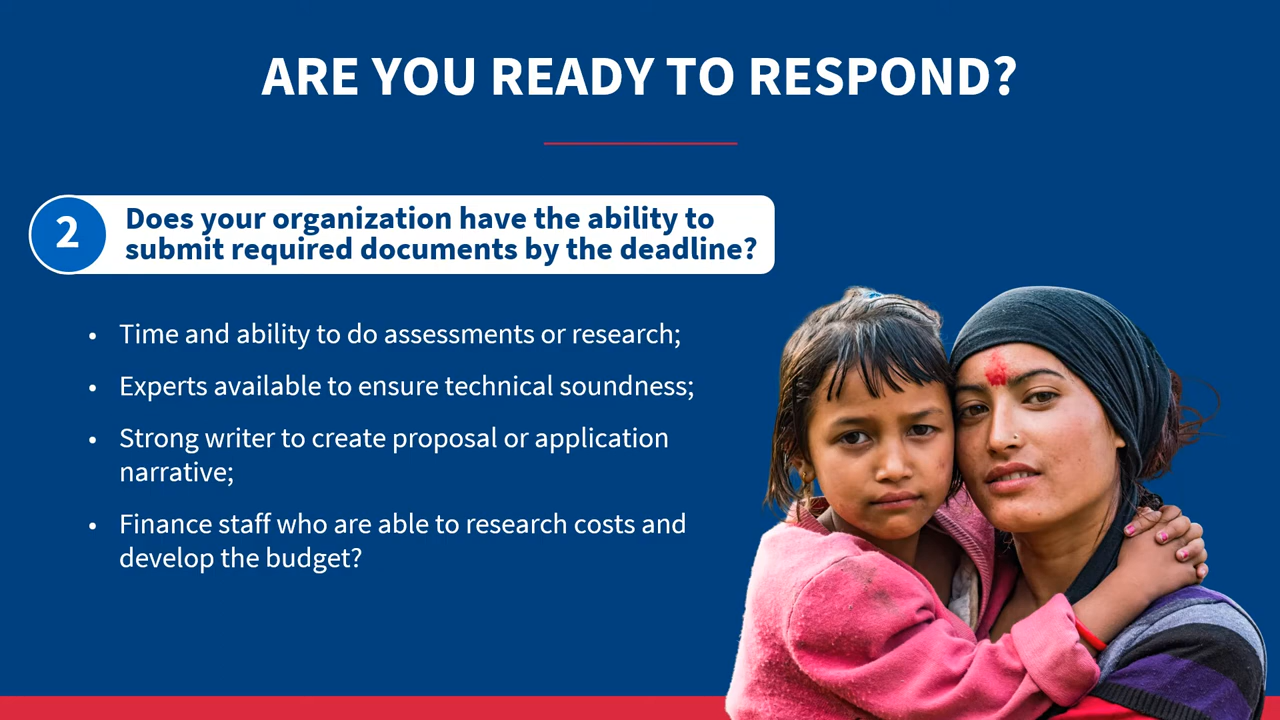 ARE YOU READY TO RESPOND?
2
Does your organization have the ability to
submit required documents by the deadline?
• Time and ability to do assessments or research;
• Experts available to ensure technical soundness;
• Strong writer to create proposal or application
narrative;
• Finance staff who are able to research costs and
develop the budget?